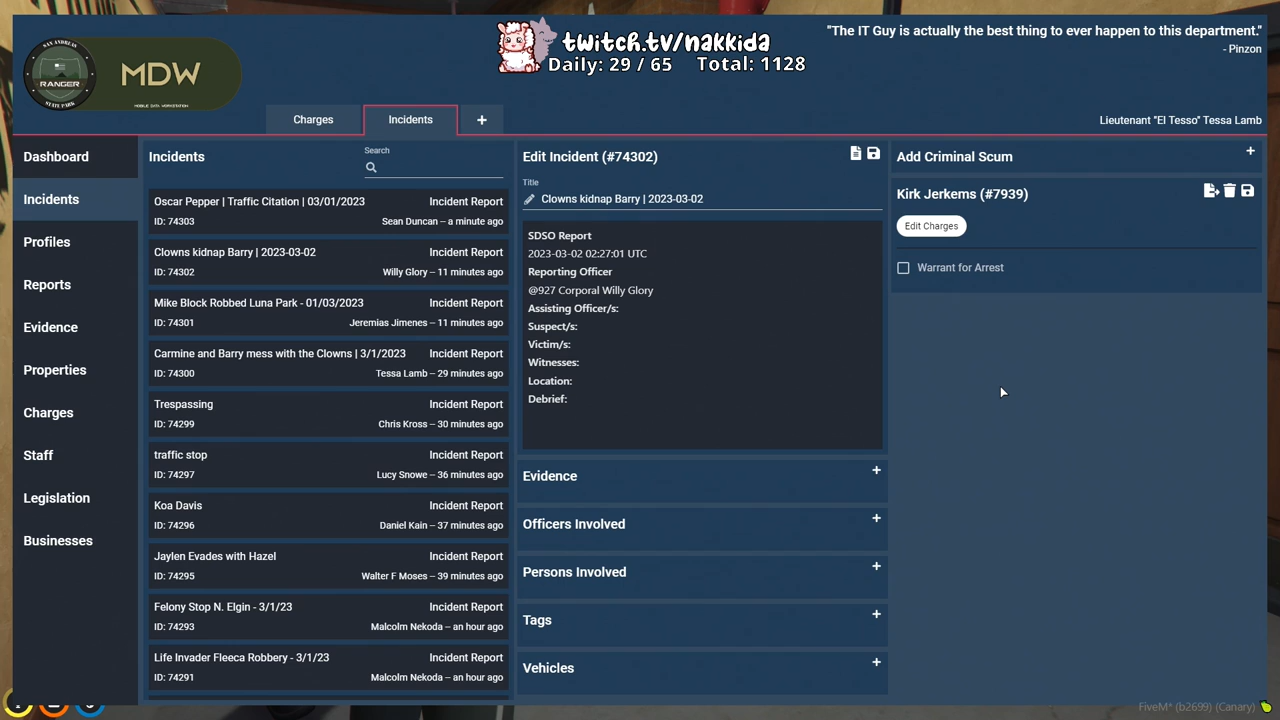 SAN ANDREAS
RANGER
STATE PARK
MDW
MOBILE DATA WORKSTATION
twitch.tv/nakkida
Daily: 29 / 65 Total: 1128
"The IT Guy is actually the best thing to ever happen to this department."
- Pinzon
Charges
Incidents
+
Lieutenant "El Tesso" Tessa Lamb
Dashboard
Incidents
Profiles
Reports
Evidence
Properties
Charges
Staff
Legislation
Businesses
Incidents
Search
Oscar Pepper | Traffic Citation | 03/01/2023 Incident Report
ID: 74303 Sean Duncan – a minute ago
Clowns kidnap Barry | 2023-03-02 Incident Report
ID: 74302 Willy Glory – 11 minutes ago
Mike Block Robbed Luna Park - 01/03/2023 Incident Report
ID: 74301 Jeremias Jimenes – 11 minutes ago
Carmine and Barry mess with the Clowns | 3/1/2023 Incident Report
ID: 74300 Tessa Lamb – 29 minutes ago
Trespassing Incident Report
ID: 74299 Chris Kross – 30 minutes ago
traffic stop Incident Report
ID: 74297 Lucy Snowe – 36 minutes ago
Koa Davis Incident Report
ID: 74296 Daniel Kain – 37 minutes ago
Jaylen Evades with Hazel Incident Report
ID: 74295 Walter F Moses – 39 minutes ago
Felony Stop N. Elgin - 3/1/23 Incident Report
ID: 74293 Malcolm Nekoda – an hour ago
Life Invader Fleeca Robbery - 3/1/23 Incident Report
ID: 74291 Malcolm Nekoda – an hour ago
Edit Incident (#74302)
Title
Clowns kidnap Barry | 2023-03-02
SDSO Report
2023-03-02 02:27:01 UTC
Reporting Officer
@927 Corporal Willy Glory
Assisting Officer/s:
Suspect/s:
Victim/s:
Witnesses:
Location:
Debrief:
Evidence +
Officers Involved +
Persons Involved +
Tags +
Vehicles +
Add Criminal Scum +
Kirk Jerkems (#7939)
Edit Charges
Warrant for Arrest
FiveM* (b2699) (Canary)